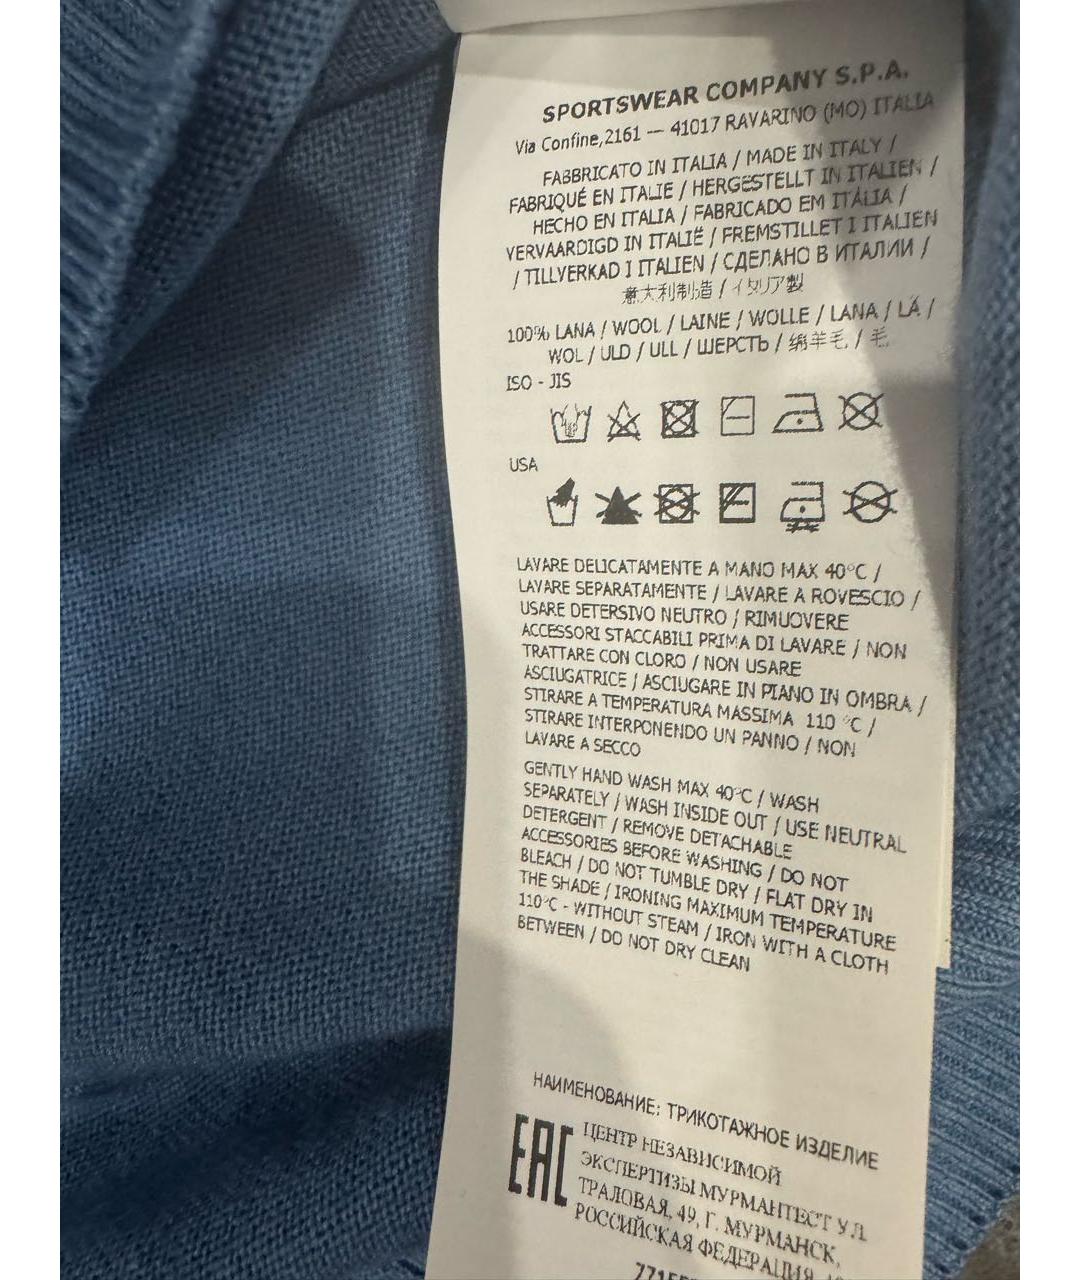 SPORTSWEAR COMPANY S.P.A.
Via Confine,2161 — 41017 RAVARINO (MO) ITALIA
FABBRICATO IN ITALIA / MADE IN ITALY /
FABRIQUÉ EN ITALIE / HERGESTELLT IN ITALIEN /
HECHO EN ITALIA / FABRICADO EM ITÁLIA /
VERVAARDIGD IN ITALIË / FREMSTILLET I ITALIEN
/ TILLVERKAD I ITALIEN / СДЕЛАНО В ИТАЛИИ /
意大利制造 / イタリア製
100% LANA / WOOL / LAINE / WOLLE / LANA / LÃ /
WOL / ULD / ULL / ШЕРСТЬ / 绵羊毛 / 毛
ISO - JIS
USA
LAVARE DELICATAMENTE A MANO MAX 40°C /
LAVARE SEPARATAMENTE / LAVARE A ROVESCIO /
USARE DETERSIVO NEUTRO / RIMUOVERE
ACCESSORI STACCABILI PRIMA DI LAVARE / NON
TRATTARE CON CLORO / NON USARE
ASCIUGATRICE / ASCIUGARE IN PIANO IN OMBRA /
STIRARE A TEMPERATURA MASSIMA 110 °C /
STIRARE INTERPONENDO UN PANNO / NON
LAVARE A SECCO
GENTLY HAND WASH MAX 40°C / WASH
SEPARATELY / WASH INSIDE OUT / USE NEUTRAL
DETERGENT / REMOVE DETACHABLE
ACCESSORIES BEFORE WASHING / DO NOT
BLEACH / DO NOT TUMBLE DRY / FLAT DRY IN
THE SHADE / IRONING MAXIMUM TEMPERATURE
110°C - WITHOUT STEAM / IRON WITH A CLOTH
BETWEEN / DO NOT DRY CLEAN
НАИМЕНОВАНИЕ: ТРИКОТАЖНОЕ ИЗДЕЛИЕ
EAC
ЦЕНТР НЕЗАВИСИМОЙ
ЭКСПЕРТИЗЫ МУРМАНТЕСТ УЛ.
ТРАЛОВАЯ, 49, Г. МУРМАНСК,
РОССИЙСКАЯ ФЕДЕРАЦИЯ,